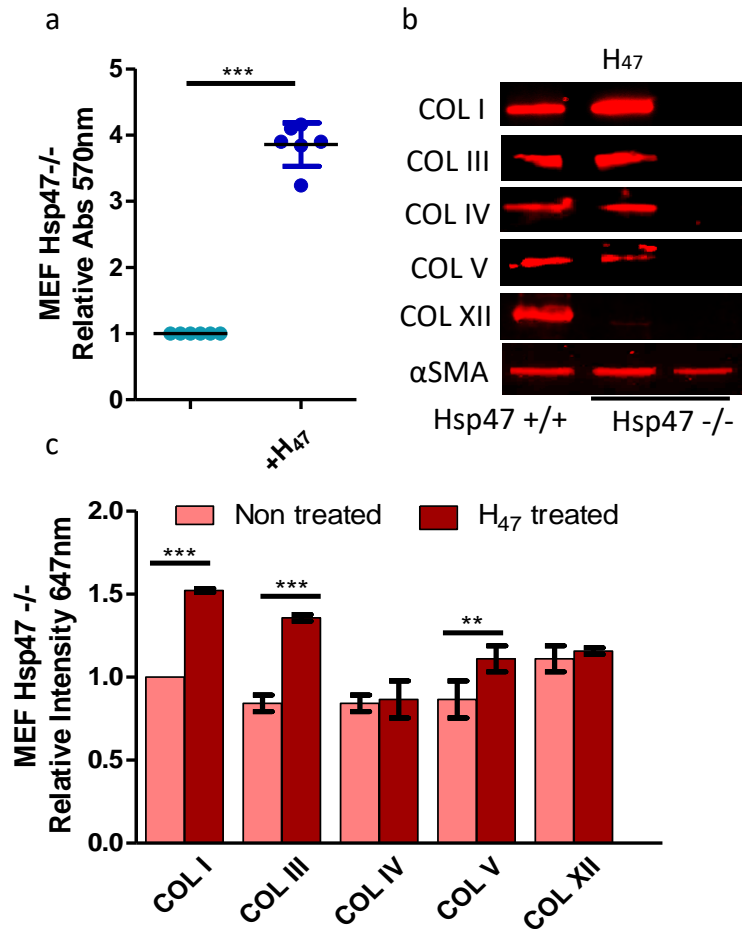 a
MEF Hsp47-/-
Relative Abs 570nm
5
4
3
2
1
0
***
+H47
b
H47
COL I
COL III
COL IV
COL V
COL XII
αSMA
Hsp47 +/+ Hsp47 -/-
c
MEF Hsp47 -/-
Relative Intensity 647nm
Non treated H47 treated
2.0
1.5
1.0
0.5
0.0
*** *** **
COL I COL III COL IV COL V COL XII